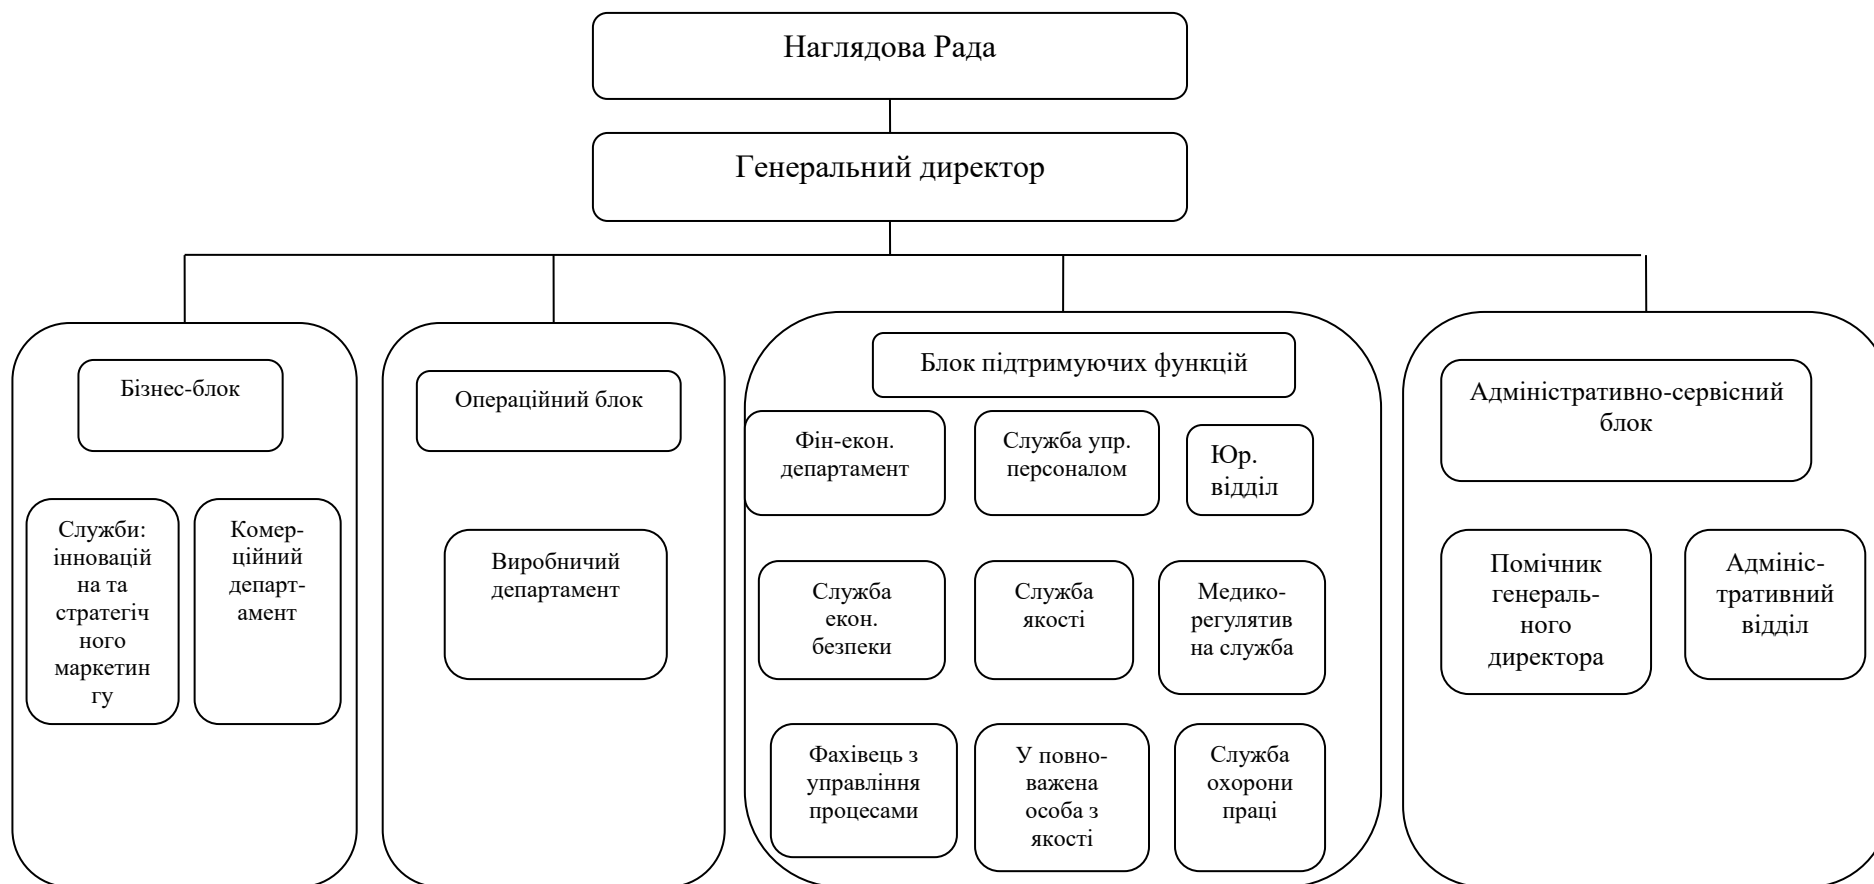 Наглядова Рада
Генеральний директор
Бізнес-блок
Служби:
інновацій
на та
стратегіч
ного
маркетин
гу
Комер-
ційний
департ-
амент
Операційний блок
Виробничий
департамент
Блок підтримуючих функцій
Фін-екон.
департамент
Служба упр.
персоналом
Юр.
відділ
Служба
екон.
безпеки
Служба
якості
Медико-
регулятив
на служба
Фахівець з
управління
процесами
У повно-
важена
особа з
якості
Служба
охорони
праці
Адміністративно-сервісний
блок
Помічник
генераль-
ного
директора
Адмініс-
тративний
відділ